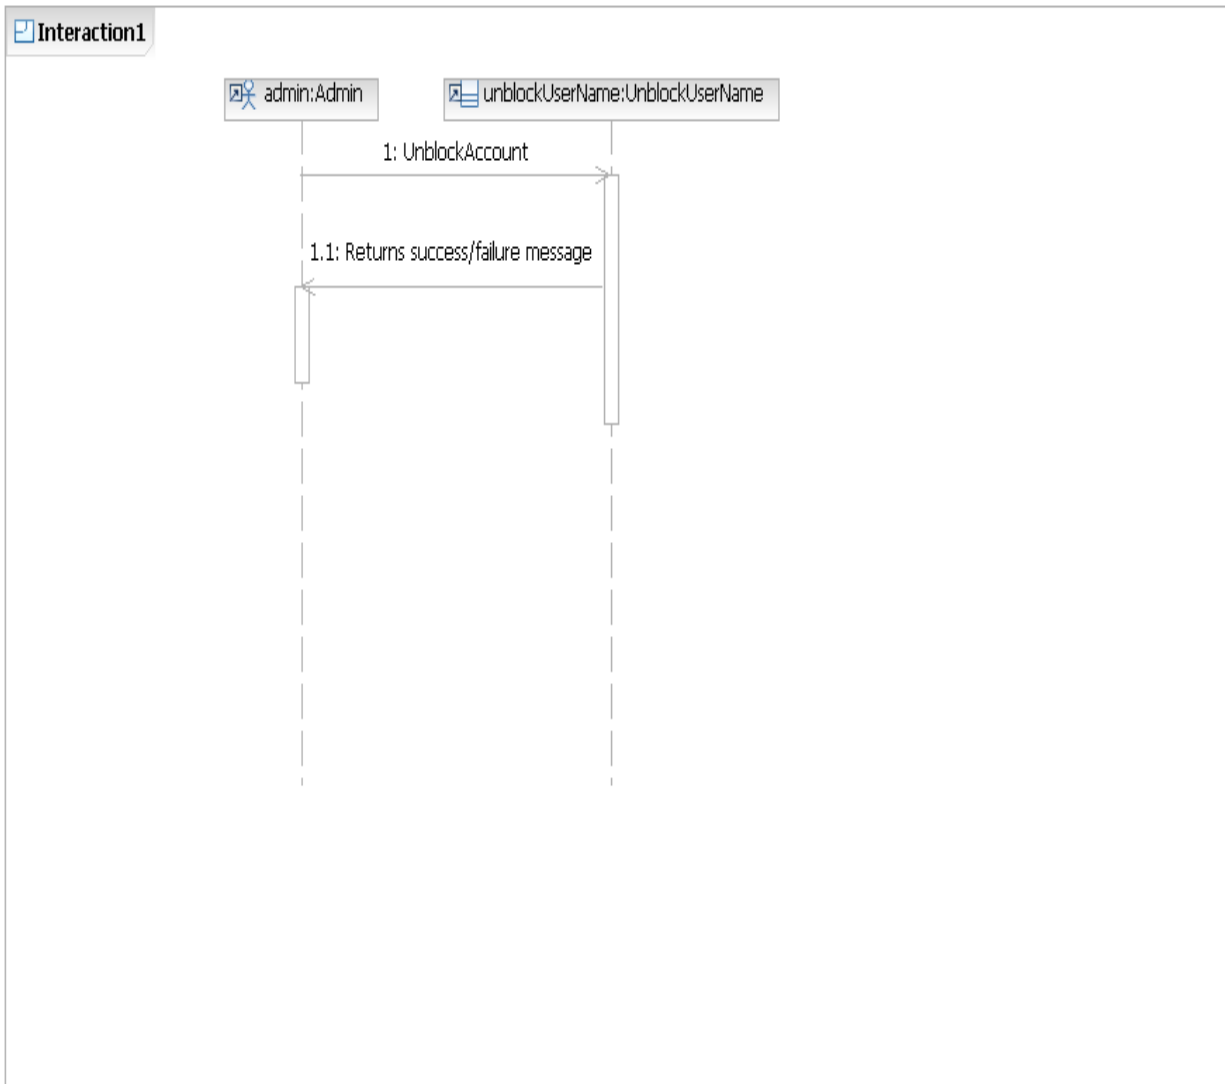 Interaction1
admin:Admin
unblockUserName:UnblockUserName
1: UnblockAccount
1.1: Returns success/failure message